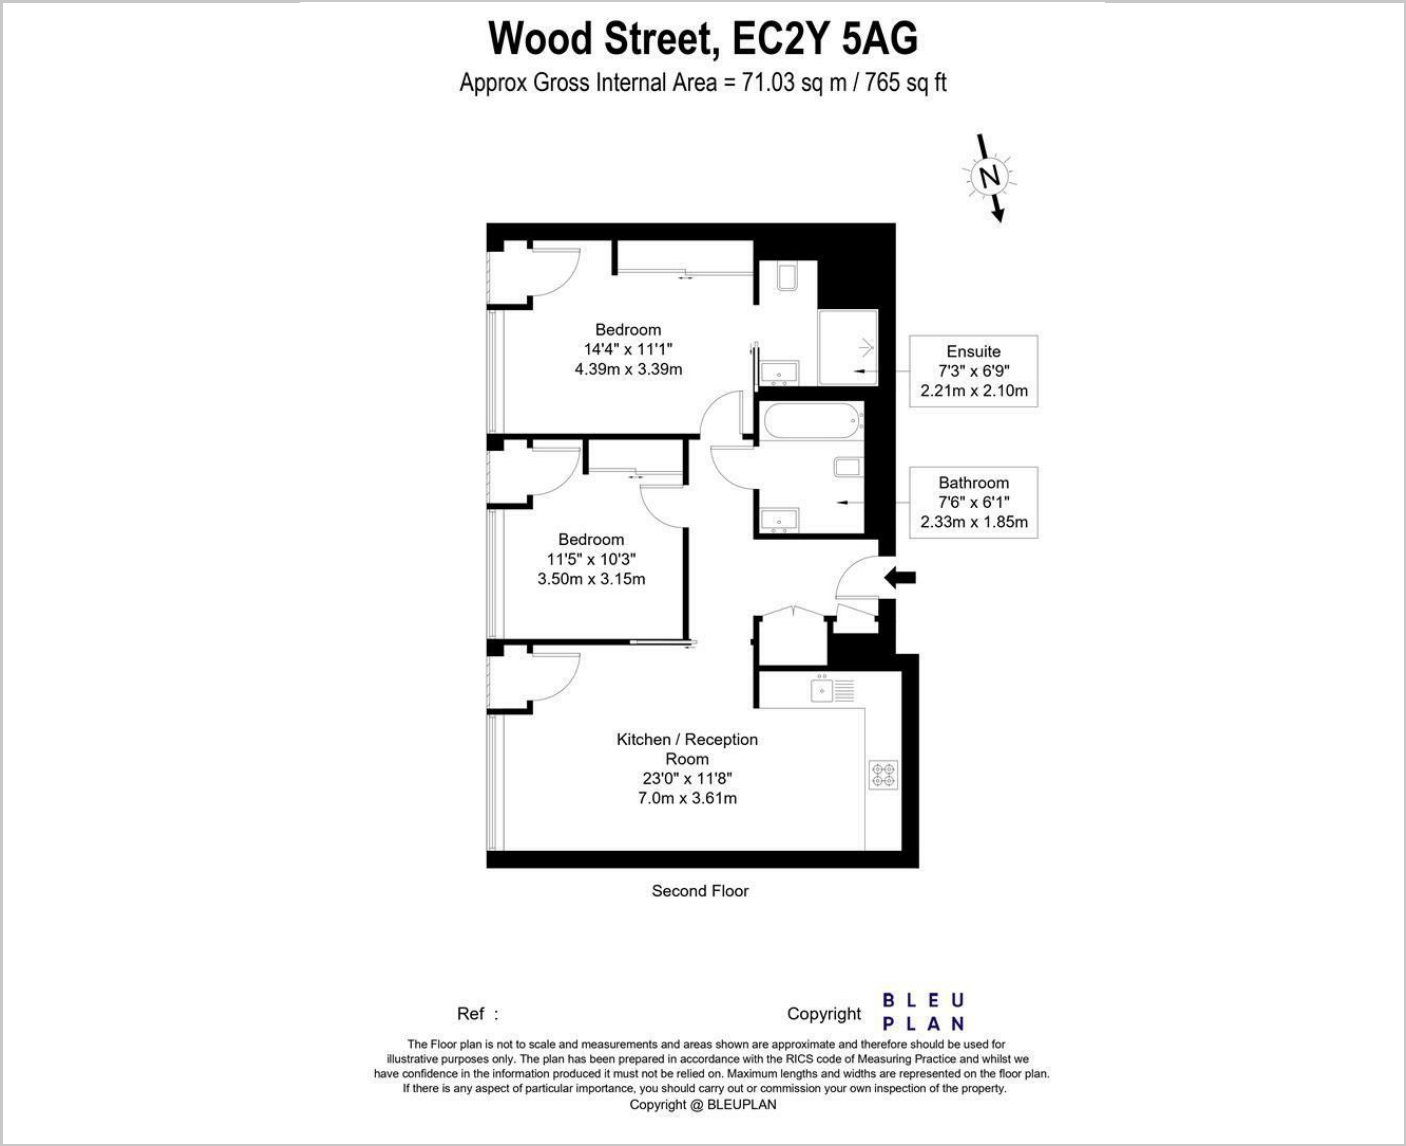 Wood Street, EC2Y 5AG
Approx Gross Internal Area = 71.03 sq m / 765 sq ft
N
Bedroom
14'4" x 11'1"
4.39m x 3.39m
Ensuite
7'3" x 6'9"
2.21m x 2.10m
Bathroom
7'6" x 6'1"
2.33m x 1.85m
Bedroom
11'5" x 10'3"
3.50m x 3.15m
Kitchen / Reception
Room
23'0" x 11'8"
7.0m x 3.61m
Second Floor
Ref :
Copyright
BLEU
PLAN
The Floor plan is not to scale and measurements and areas shown are approximate and therefore should be used for
illustrative purposes only. The plan has been prepared in accordance with the RICS code of Measuring Practice and whilst we
have confidence in the information produced it must not be relied on. Maximum lengths and widths are represented on the floor plan.
If there is any aspect of particular importance, you should carry out or commission your own inspection of the property.
Copyright @ BLEUPLAN